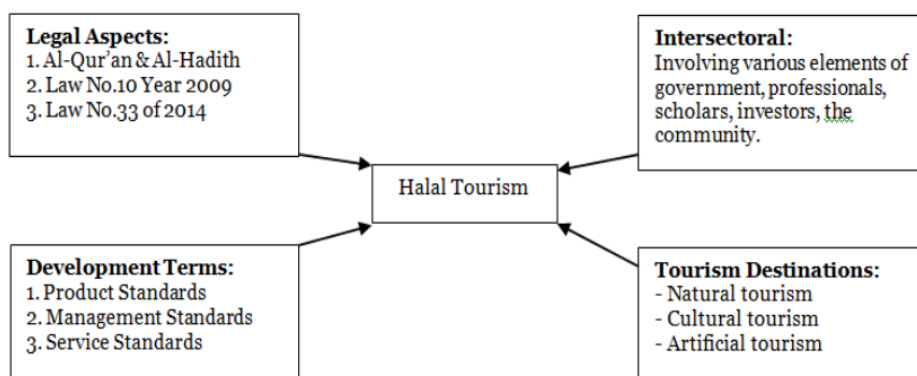 Legal Aspects:
1. Al-Qur'an & Al-Hadith
2. Law No.10 Year 2009
3. Law No.33 of 2014
Intersectoral:
Involving various elements of
government, professionals,
scholars, investors, the
community.
Halal Tourism
Development Terms:
1. Product Standards
2. Management Standards
3. Service Standards
Tourism Destinations:
- Natural tourism
- Cultural tourism
- Artificial tourism